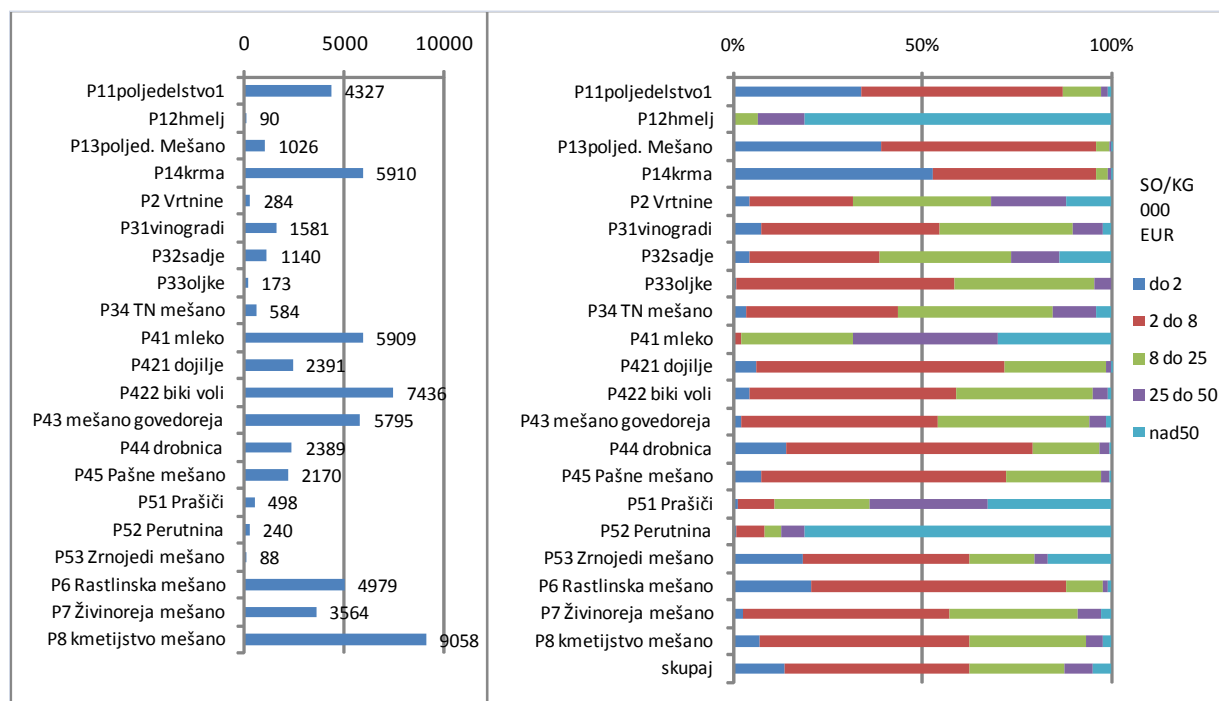 0 5000 10000
P11poljedelstvo1 4327
P12hmelj 90
P13poljed. Mešano 1026
P14krma 5910
P2 Vrtnine 284
P31vinogradi 1581
P32sadje 1140
P33oljke 173
P34 TN mešano 584
P41 mleko 5909
P421 dojilje 2391
P422 biki voli 7436
P43 mešano govedoreja 5795
P44 drobnica 2389
P45 Pašne mešano 2170
P51 Prašiči 498
P52 Perutnina 240
P53 Zrnojedi mešano 88
P6 Rastlinska mešano 4979
P7 Živinoreja mešano 3564
P8 kmetijstvo mešano 9058
0% 50% 100%
P11poljedelstvo1
P12hmelj
P13poljed. Mešano
P14krma
P2 Vrtnine
P31vinogradi
P32sadje
P33oljke
P34 TN mešano
P41 mleko
P421 dojilje
P422 biki voli
P43 mešano govedoreja
P44 drobnica
P45 Pašne mešano
P51 Prašiči
P52 Perutnina
P53 Zrnojedi mešano
P6 Rastlinska mešano
P7 Živinoreja mešano
P8 kmetijstvo mešano
skupaj
SO/KG
000
EUR
do 2
2 do 8
8 do 25
25 do 50
nad50